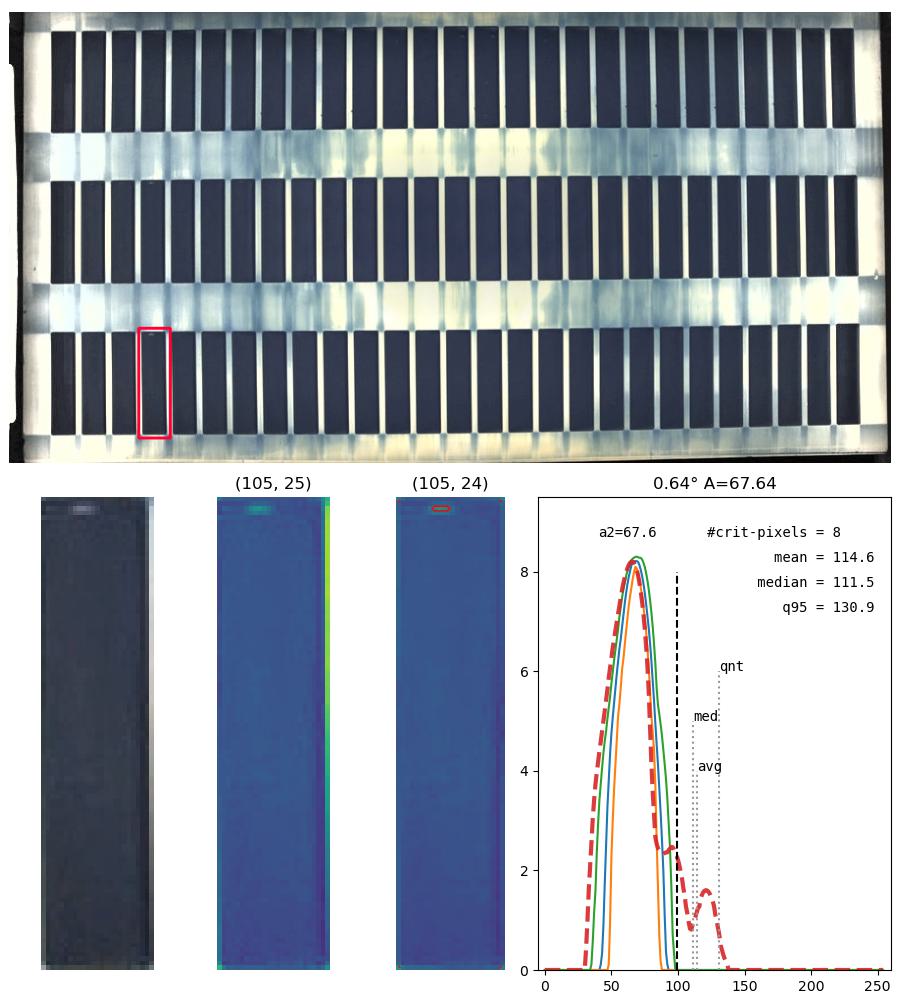 (105, 25)
(105, 24)
0.64° A=67.64
a2=67.6
#crit-pixels = 8
mean = 114.6
median = 111.5
q95 = 130.9
qnt
med
avg
8
6
4
2
0
0 50 100 150 200 250